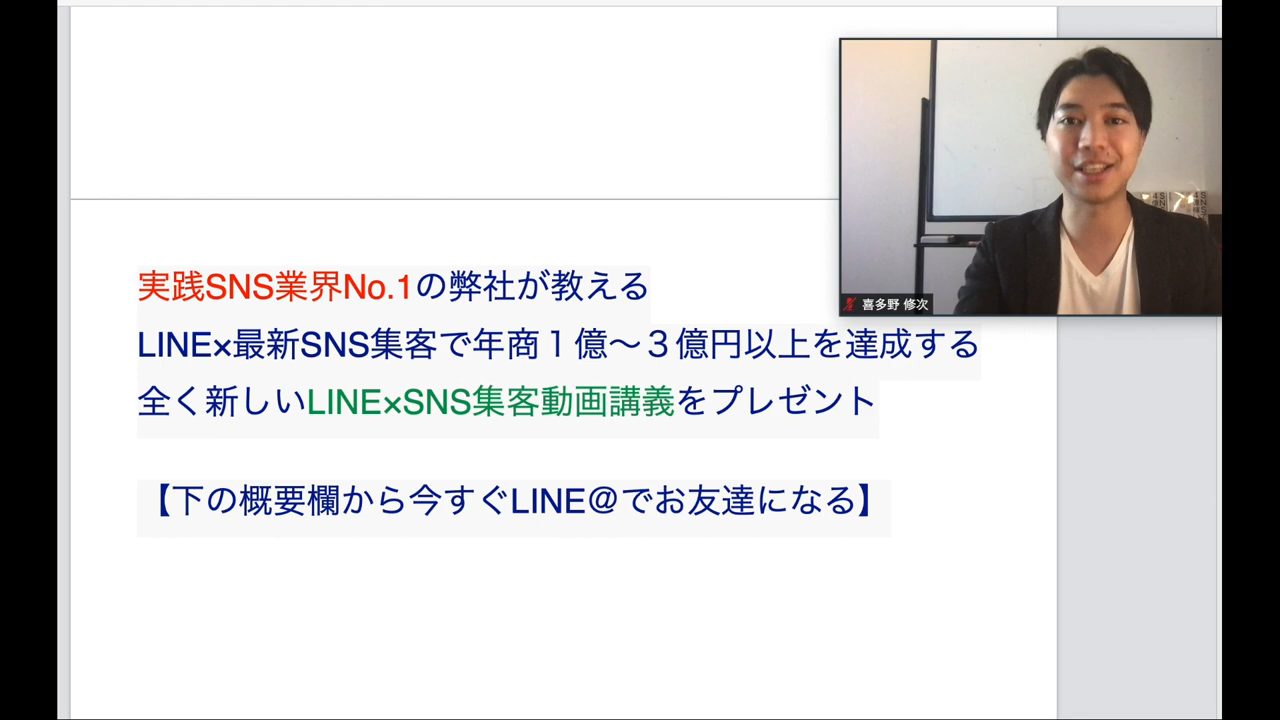 実践SNS業界No.1の弊社が教える
LINE×最新SNS集客で年商１億〜３億円以上を達成する
全く新しいLINE×SNS集客動画講義をプレゼント
【下の概要欄から今すぐLINE@でお友達になる】
喜多野 修次
SNS
SNS